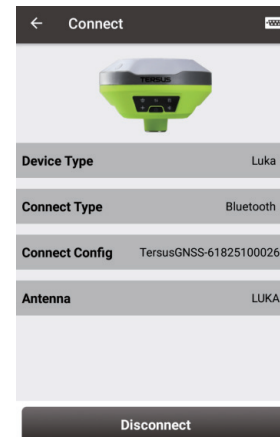 Connect
TERSUS
Device Type Luka
Connect Type Bluetooth
Connect Config TersusGNSS-61825100026
Antenna LUKA
Disconnect